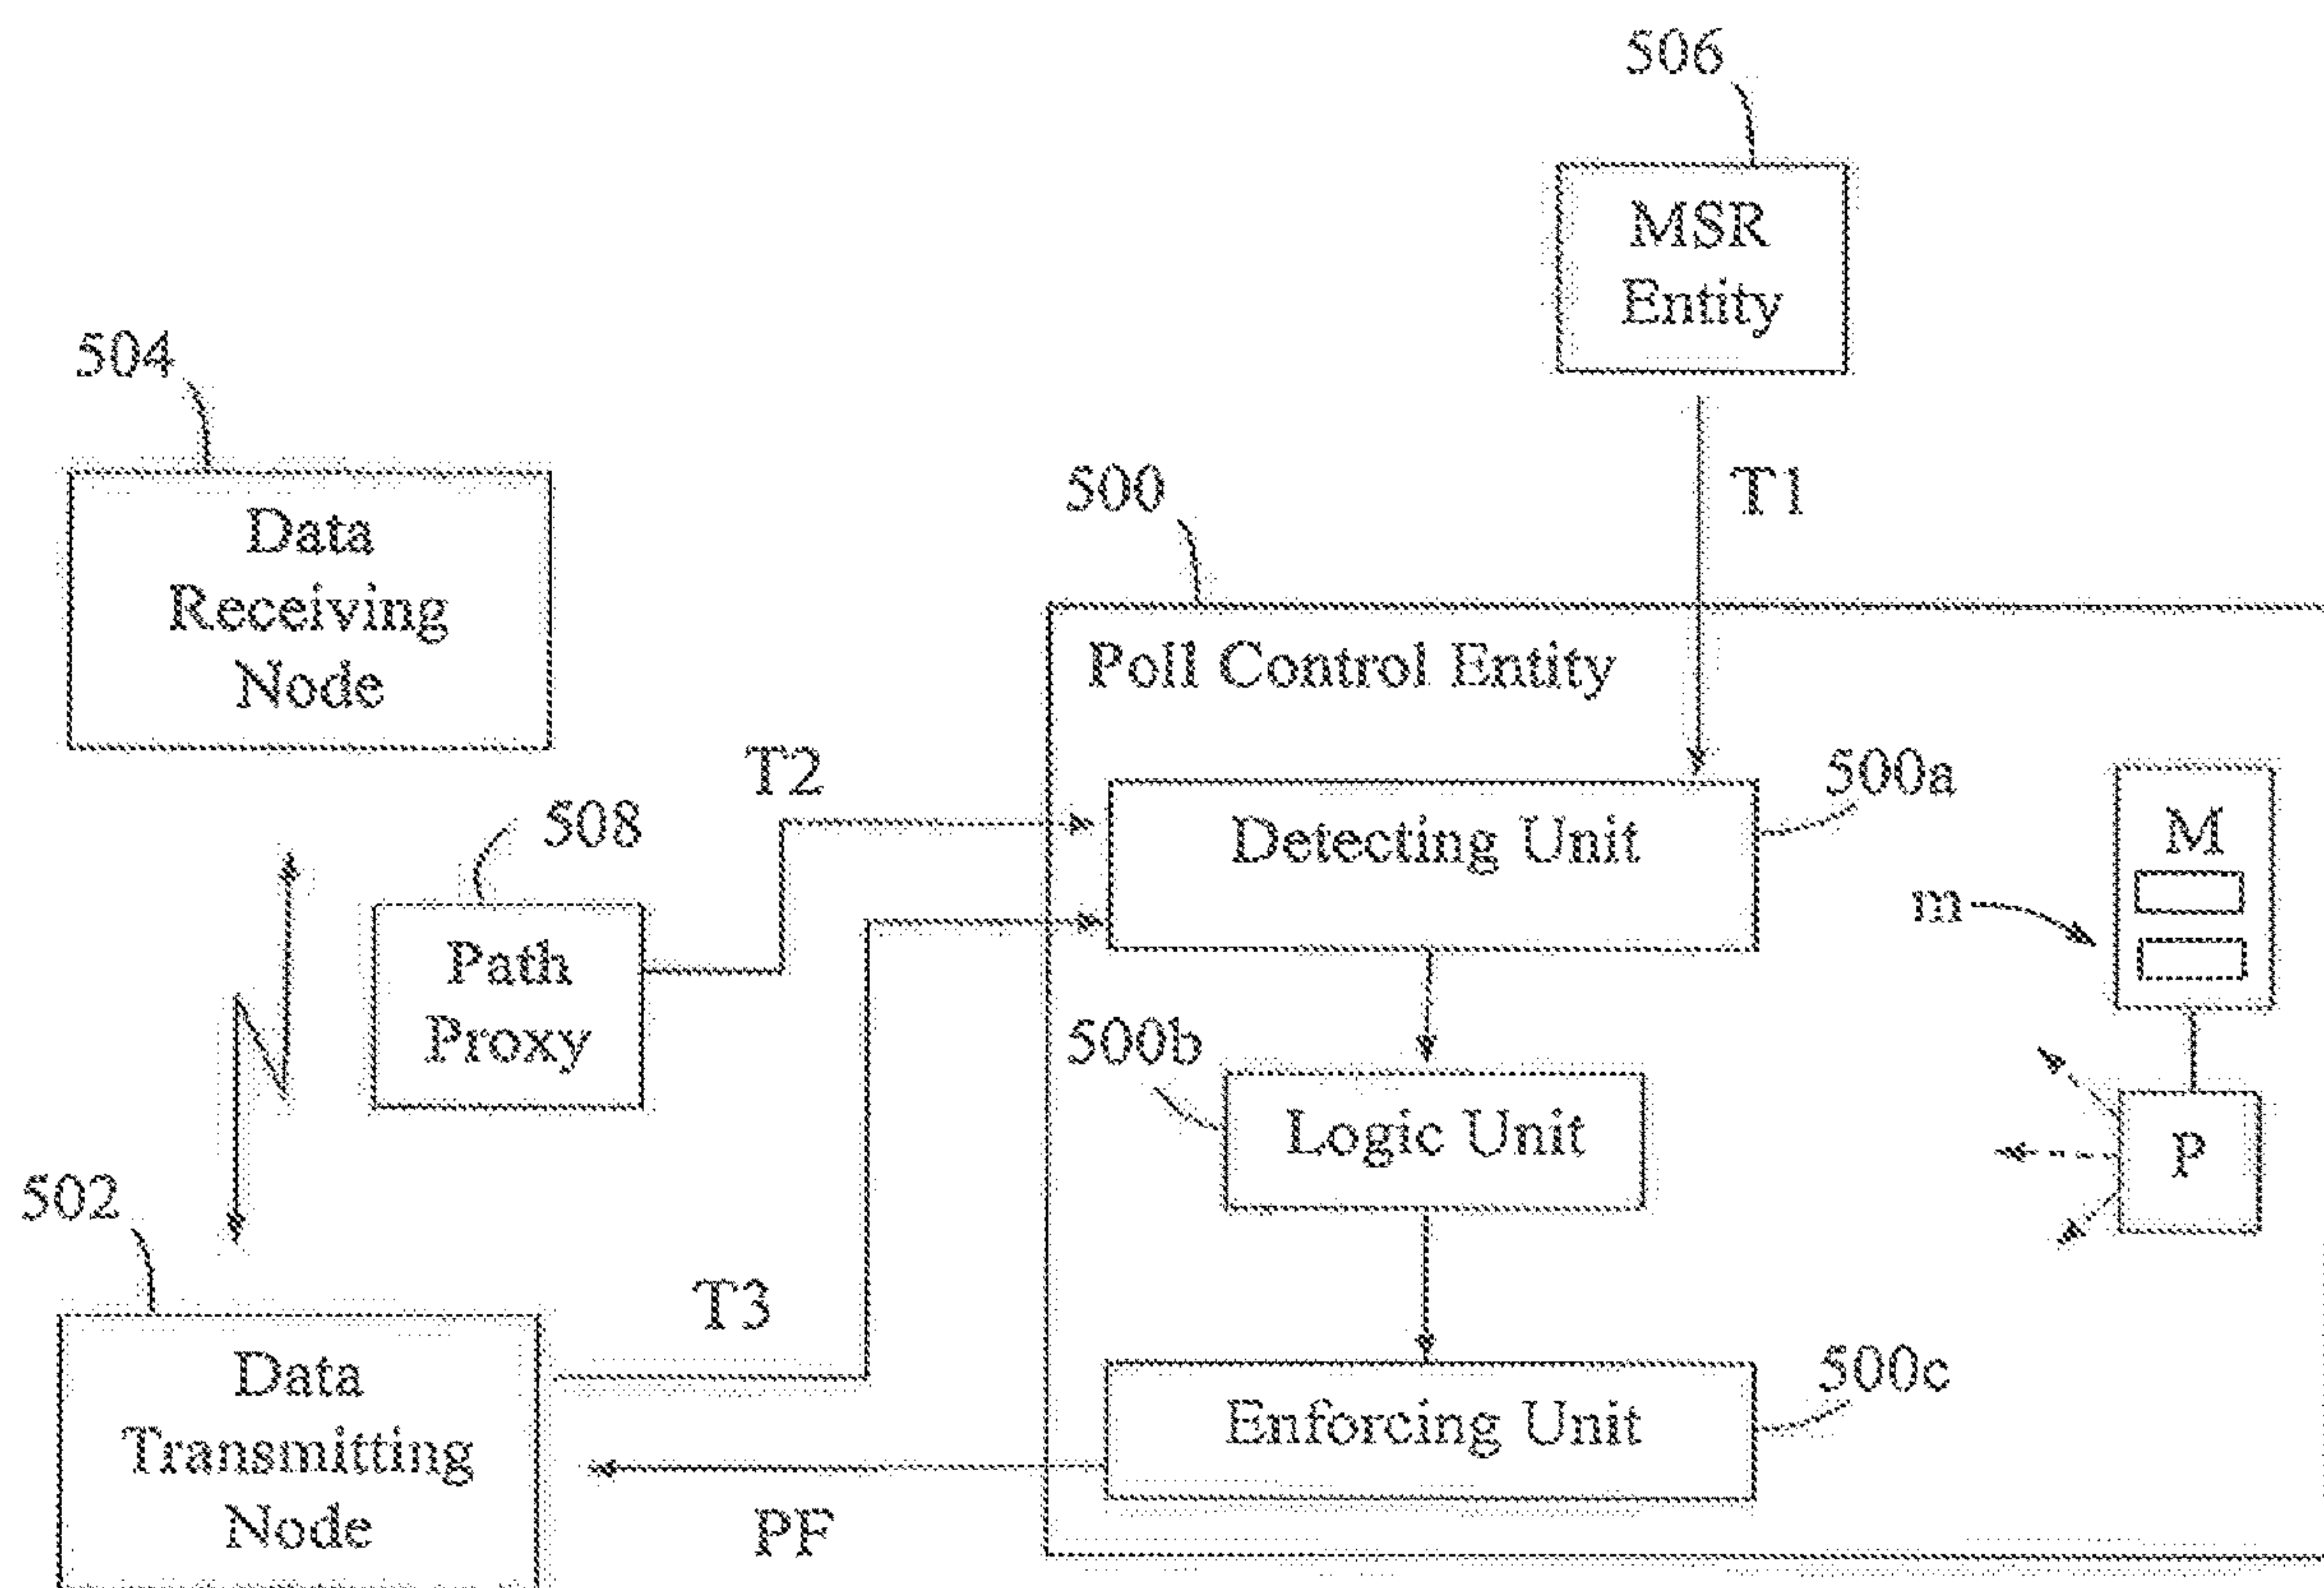 506
MSR
Entity
504
500
T1
Data
Receiving
Node
Poll Control Entity
T2
500a
508
Detecting Unit
M
m
Path
Proxy
500b
Logic Unit
P
502
T3
500c
Data
Transmitting
Node
Enforcing Unit
PF